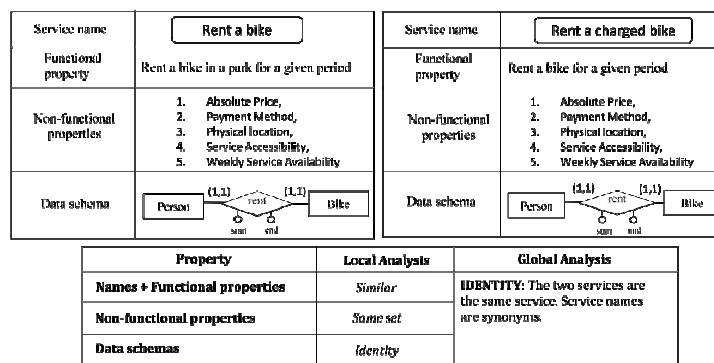 Service name
Rent a bike
Functional
property
Rent a bike in a park for a given period
Non-functional
properties
1. Absolute Price,
2. Payment Method,
3. Physical location,
4. Service Accessibility,
5. Weekly Service Availability
Data schema
Person
(1,1)
rent
(1,1)
Bike
start
end
Service name
Rent a charged bike
Functional
property
Rent a bike for a given period
Non-functional
properties
1. Absolute Price,
2. Payment Method,
3. Physical location,
4. Service Accessibility,
5. Weekly Service Availability
Data schema
Person
(1,1)
rent
(1,1)
Bike
start
end
Property
Local Analysis
Global Analysis
Names + Functional properties
Similar
IDENTITY: The two services are
the same service. Service names
are synonyms.
Non-functional properties
Same set
Data schemas
Identity